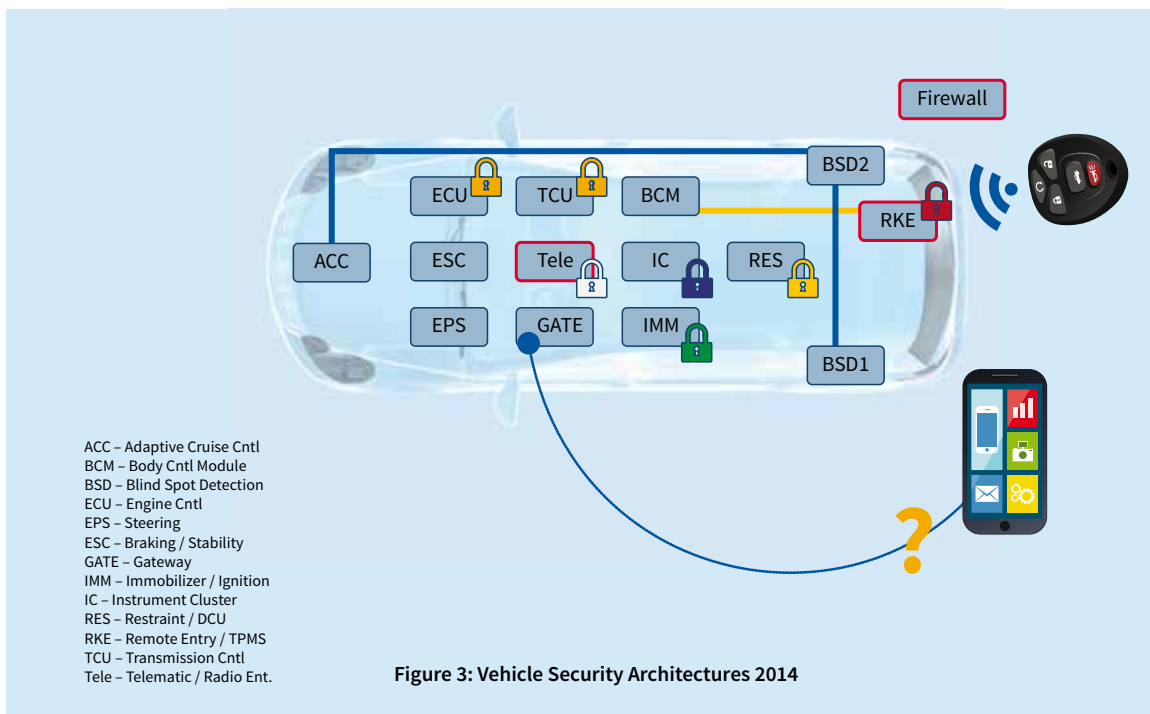 Firewall
BSD2
ECU
TCU
BCM
RKE
ACC
ESC
Tele
IC
RES
EPS
GATE
IMM
BSD1
?
ACC – Adaptive Cruise Cntl
BCM – Body Cntl Module
BSD – Blind Spot Detection
ECU – Engine Cntl
EPS – Steering
ESC – Braking / Stability
GATE – Gateway
IMM – Immobilizer / Ignition
IC – Instrument Cluster
RES – Restraint / DCU
RKE – Remote Entry / TPMS
TCU – Transmission Cntl
Tele – Telematic / Radio Ent.
Figure 3: Vehicle Security Architectures 2014